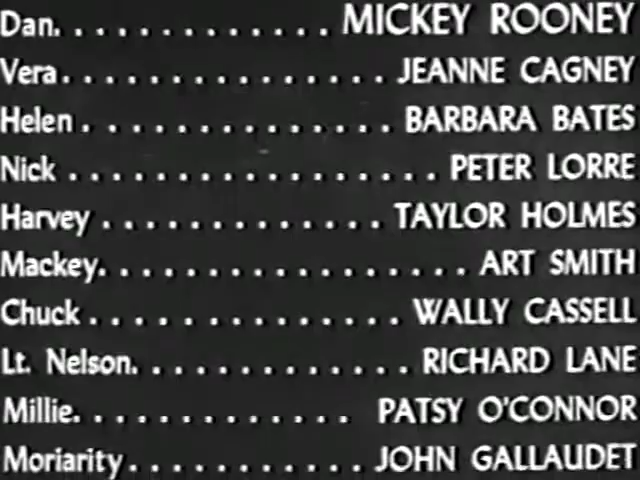 Dan. . . . . . . . . . . . . MICKEY ROONEY
Vera. . . . . . . . . . . . . . . JEANNE CAGNEY
Helen . . . . . . . . . . . . . . BARBARA BATES
Nick . . . . . . . . . . . . . . . . . PETER LORRE
Harvey . . . . . . . . . . . . . TAYLOR HOLMES
Mackey. . . . . . . . . . . . . . . . . ART SMITH
Chuck . . . . . . . . . . . . . . WALLY CASSELL
Lt. Nelson. . . . . . . . . . . . . RICHARD LANE
Millie. . . . . . . . . . . . . PATSY O'CONNOR
Moriarity . . . . . . . . . . . JOHN GALLAUDET